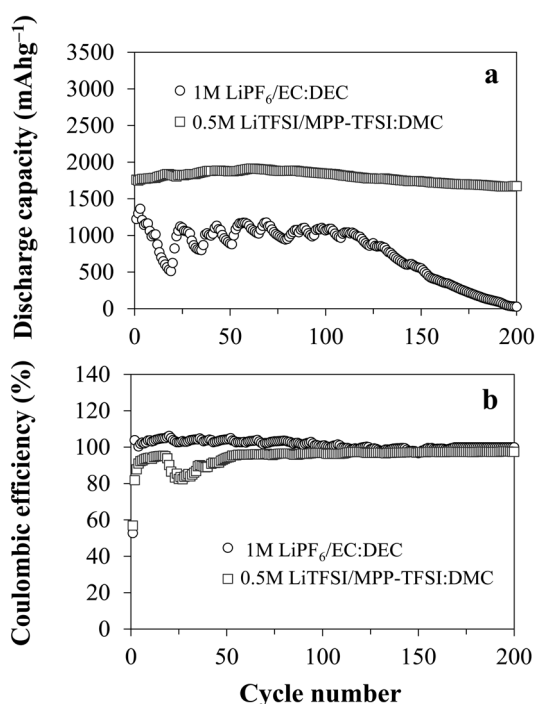 Discharge capacity (mAhg⁻¹)
3500
3000
2500
2000
1500
1000
500
0
a
1M LiPF₆/EC:DEC
0.5M LiTFSI/MPP-TFSI:DMC
0 50 100 150 200
Coulombic efficiency (%)
140
120
100
80
60
40
20
0
b
1M LiPF₆/EC:DEC
0.5M LiTFSI/MPP-TFSI:DMC
0 50 100 150 200
Cycle number